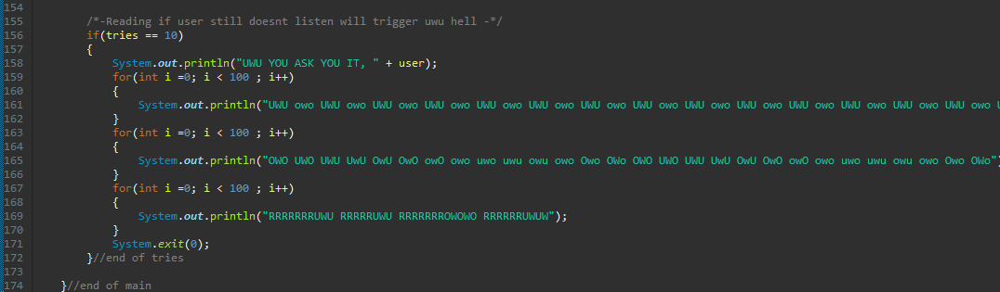 154
155 /*-Reading if user still doesnt listen will trigger uwu hell -*/
156 if(tries == 10)
157 {
158 System.out.println("UWU YOU ASK YOU IT, " + user);
159 for(int i =0; i < 100 ; i++)
160 {
161 System.out.println("UWU owo UWU owo UWU owo UWU owo UWU owo UWU owo UWU owo UWU owo UWU owo UWU owo UWU owo UWU owo UWU owo UWU owo
162 }
163 for(int i =0; i < 100 ; i++)
164 {
165 System.out.println("OWO UWO UWU UwU OwU OwO owO owo uwo uwu owu owo Owo OWo OWO UWO UWU UwU OwU OwO owO owo uwo uwu owu owo Owo OWo")
166 }
167 for(int i =0; i < 100 ; i++)
168 {
169 System.out.println("RRRRRRRUWU RRRRRUWU RRRRRRROWOWO RRRRRRUWUW");
170 }
171 System.exit(0);
172 }//end of tries
173
174 }//end of main